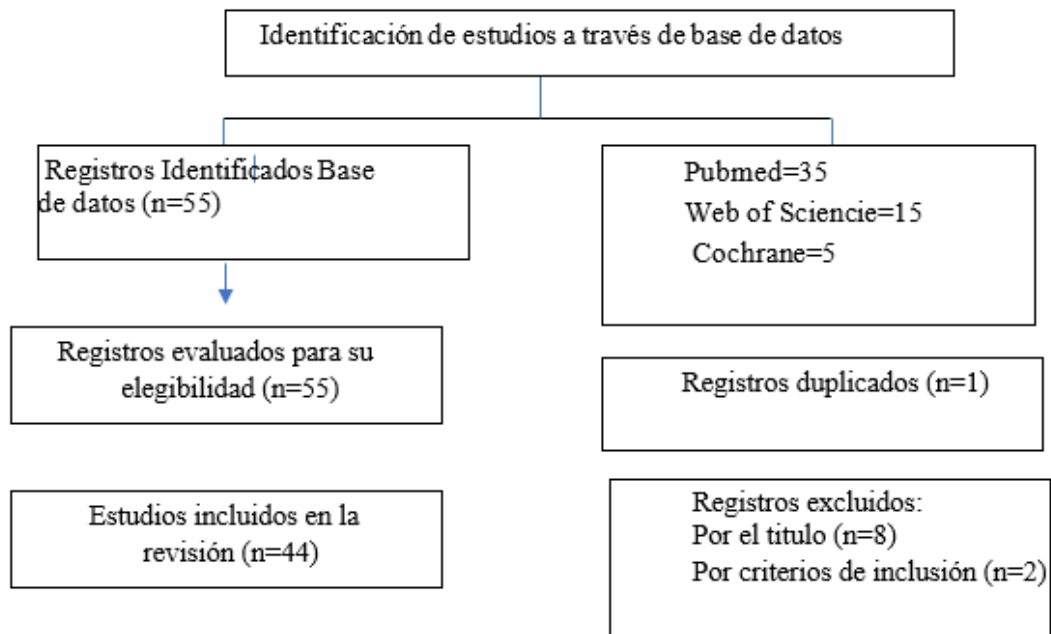 Identificación de estudios a través de base de datos
Registros Identificados Base
de datos (n=55)
Pubmed=35
Web of Sciencie=15
Cochrane=5
Registros evaluados para su
elegibilidad (n=55)
Registros duplicados (n=1)
Estudios incluidos en la
revisión (n=44)
Registros excluidos:
Por el titulo (n=8)
Por criterios de inclusión (n=2)